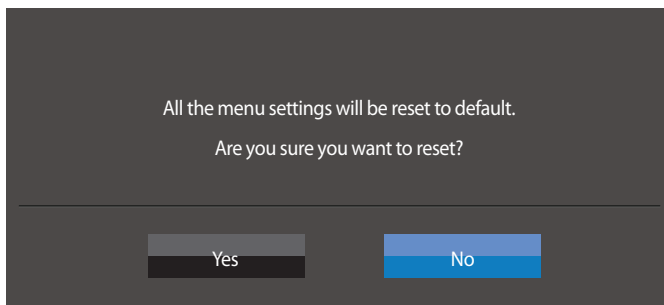 All the menu settings will be reset to default.
Are you sure you want to reset?
Yes
No